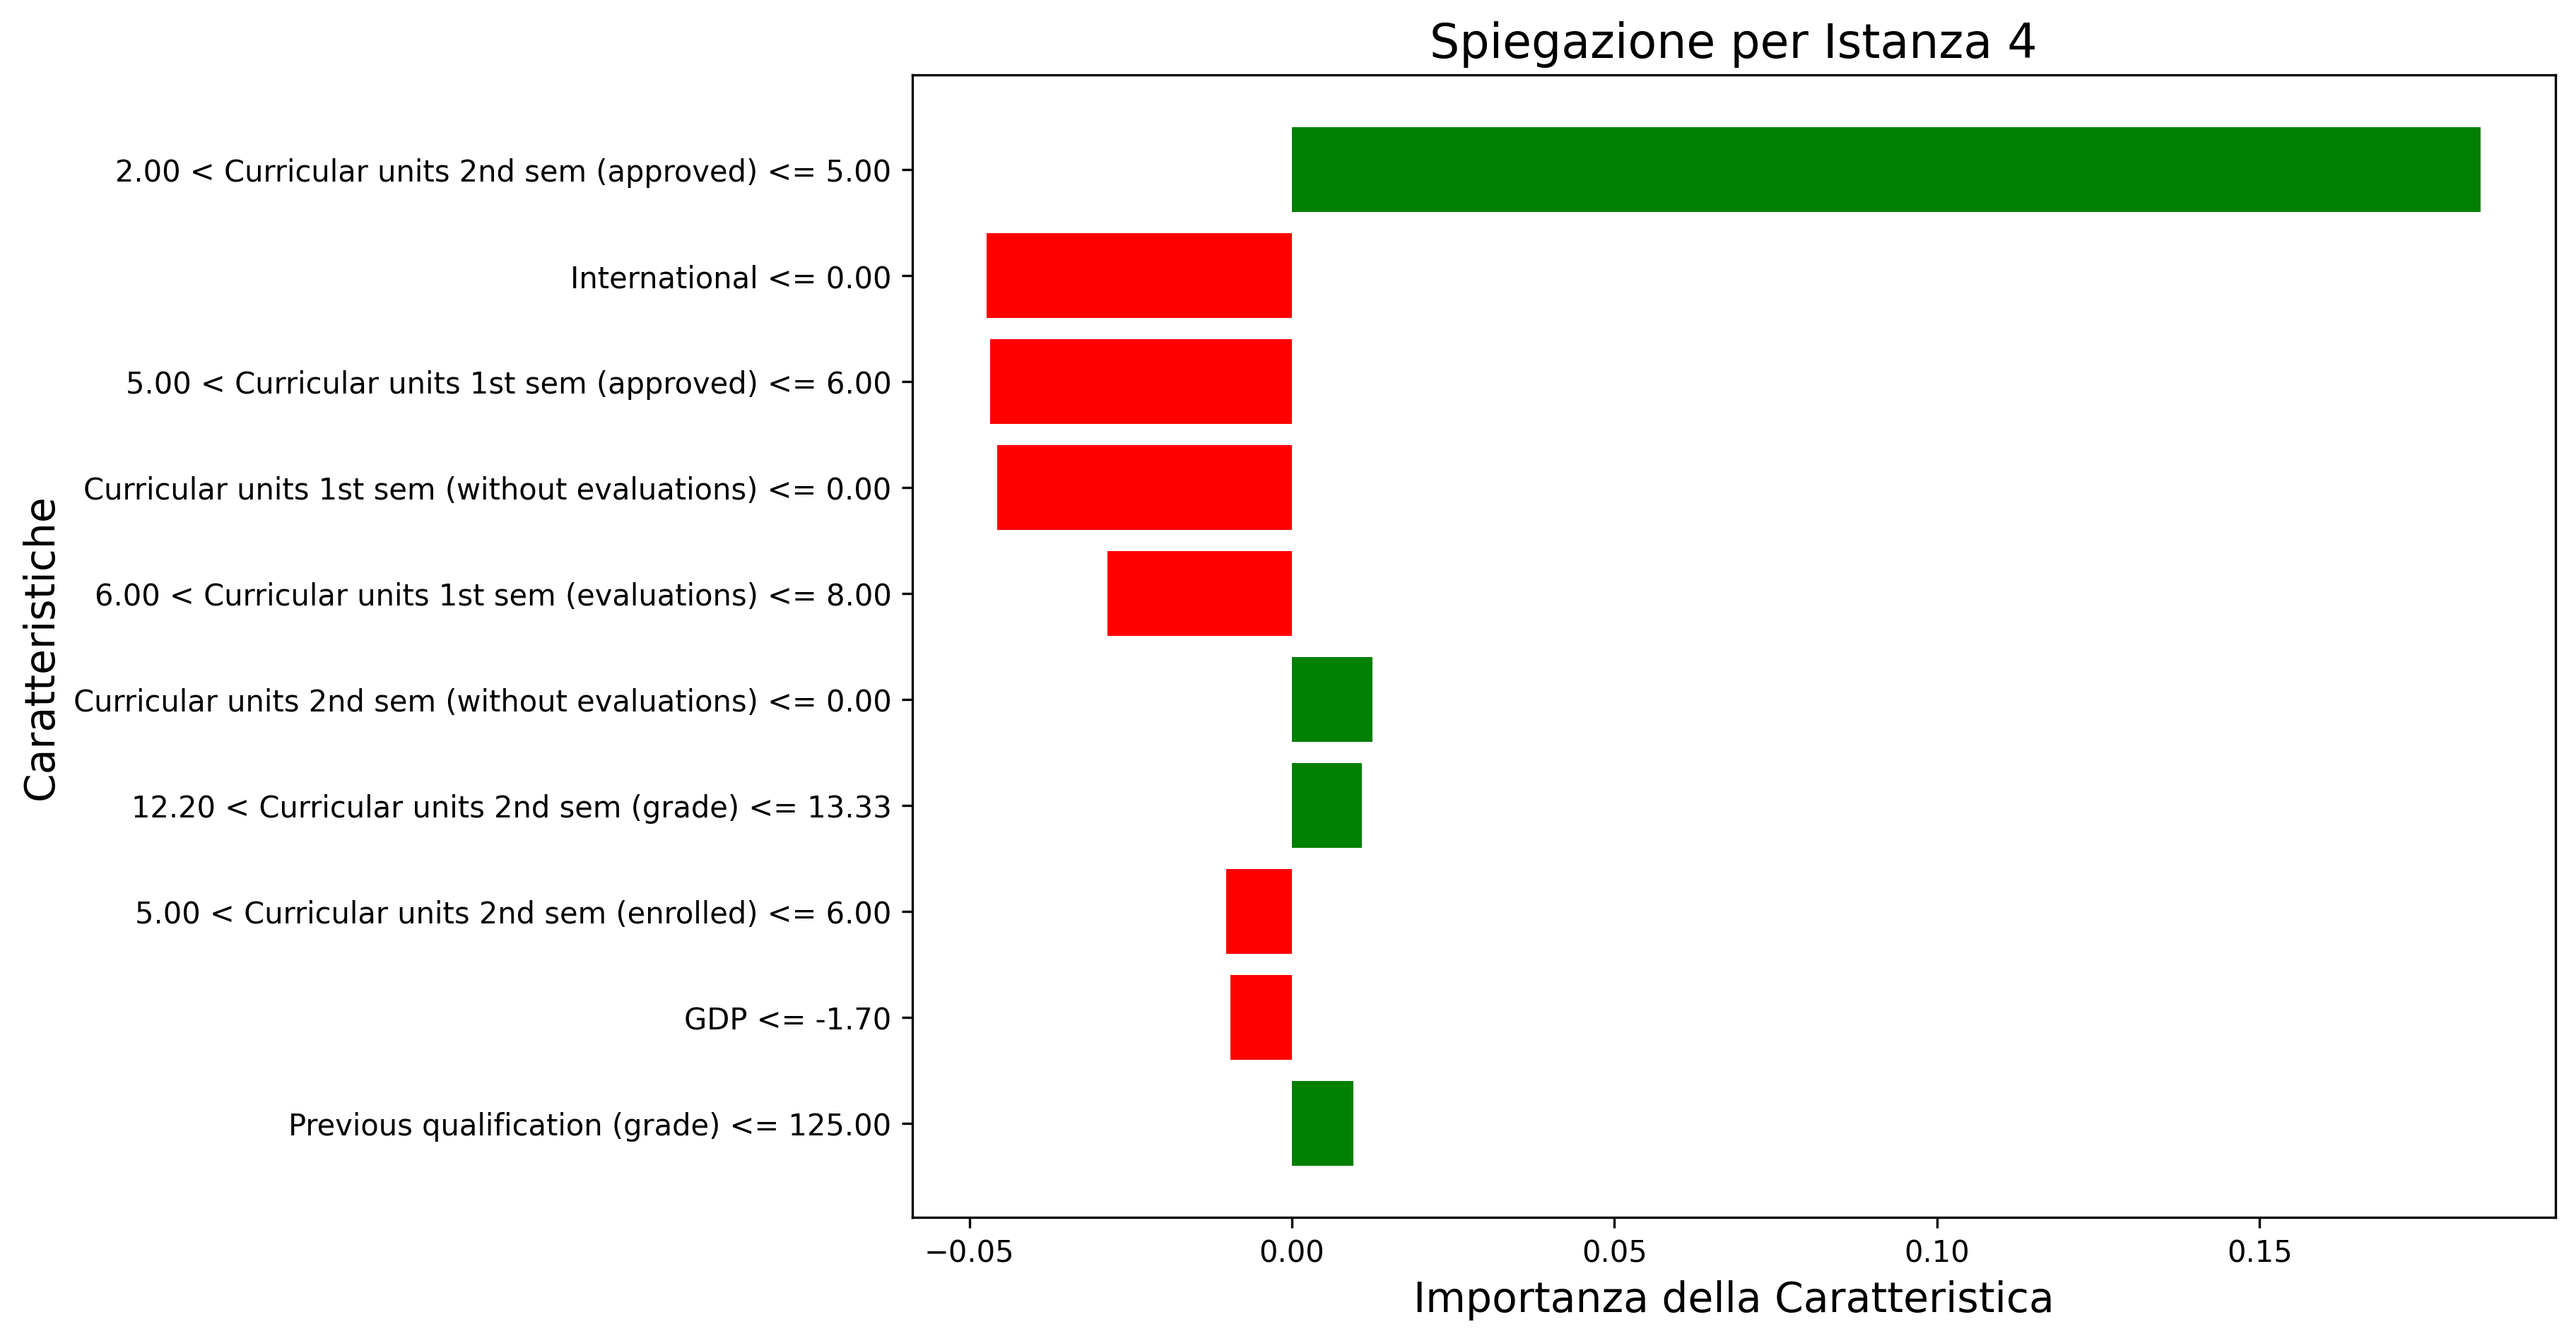 Spiegazione per Istanza 4
Caratteristiche
2.00 < Curricular units 2nd sem (approved) <= 5.00
International <= 0.00
5.00 < Curricular units 1st sem (approved) <= 6.00
Curricular units 1st sem (without evaluations) <= 0.00
6.00 < Curricular units 1st sem (evaluations) <= 8.00
Curricular units 2nd sem (without evaluations) <= 0.00
12.20 < Curricular units 2nd sem (grade) <= 13.33
5.00 < Curricular units 2nd sem (enrolled) <= 6.00
GDP <= -1.70
Previous qualification (grade) <= 125.00
−0.05 0.00 0.05 0.10 0.15
Importanza della Caratteristica